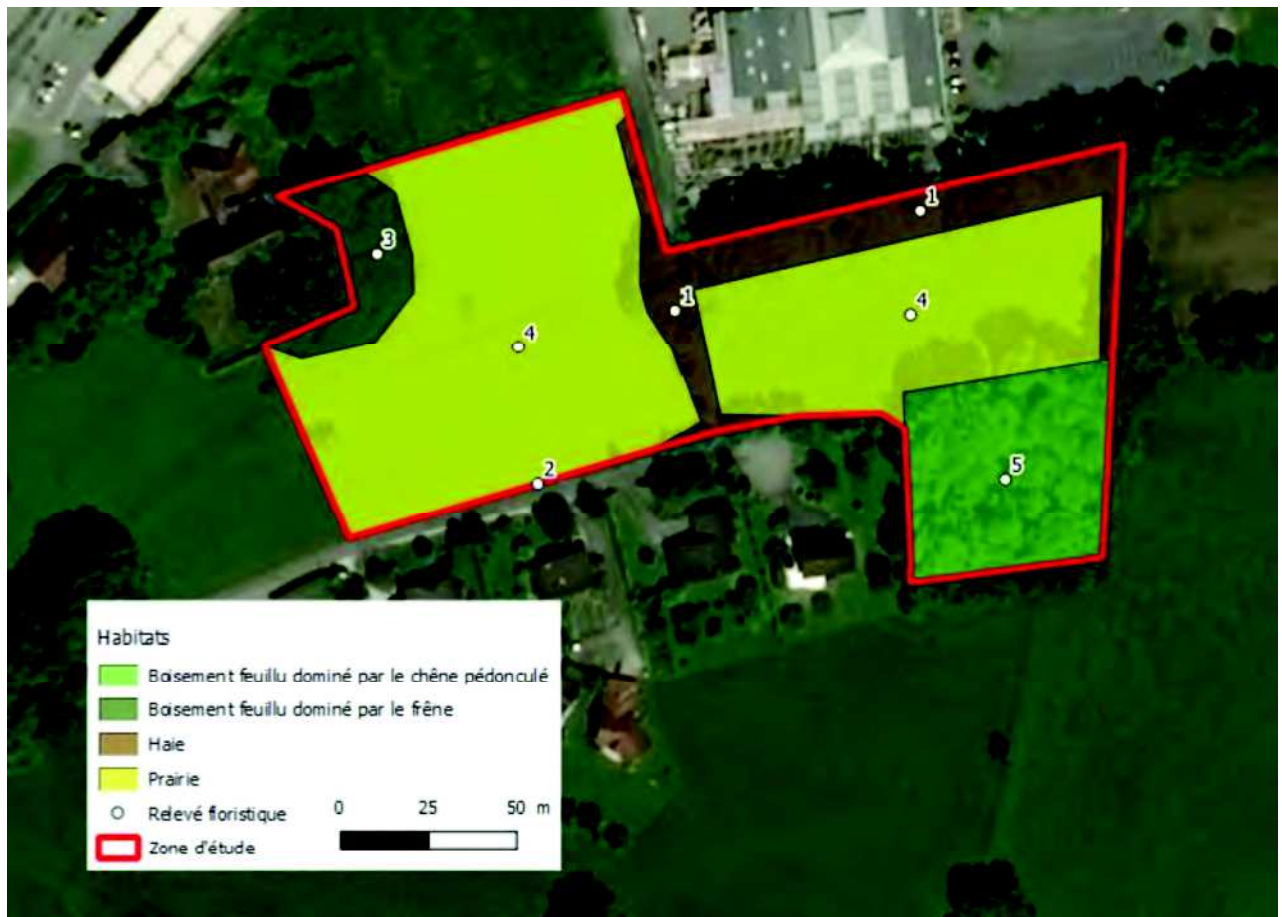 1
3
1
4
4
2
5
Habitats
Boisement feuillu dominé par le chêne pédonculé
Boisement feuillu dominé par le frêne
Haie
Prairie
Relevé floristique
0 25 50 m
Zone d'étude